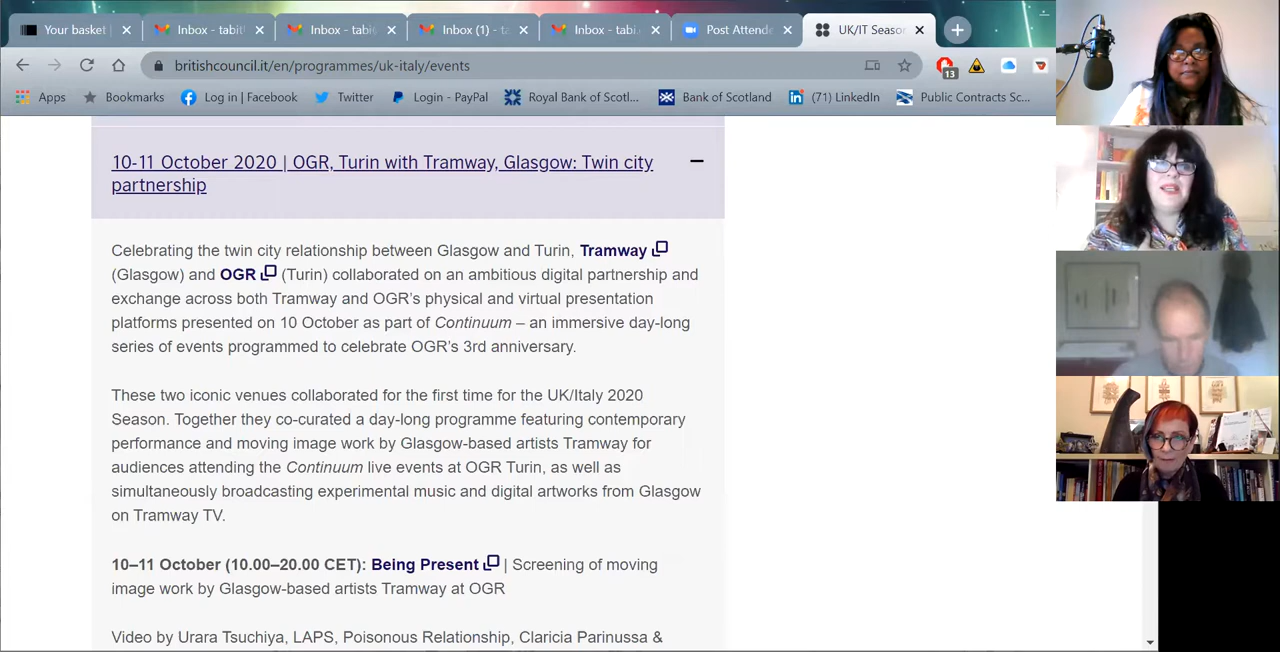 Your basket
Inbox - tabit
Inbox - tabi
Inbox (1) - ta
Inbox - tabi.
Post Attende
UK/IT Seaso
britishcouncil.it/en/programmes/uk-italy/events
13
Apps
Bookmarks
Log in | Facebook
Twitter
Login - PayPal
Royal Bank of Scotl...
Bank of Scotland
(71) LinkedIn
Public Contracts Sc...
10-11 October 2020 | OGR, Turin with Tramway, Glasgow: Twin city
partnership
Celebrating the twin city relationship between Glasgow and Turin, Tramway
(Glasgow) and OGR (Turin) collaborated on an ambitious digital partnership and
exchange across both Tramway and OGR's physical and virtual presentation
platforms presented on 10 October as part of Continuum – an immersive day-long
series of events programmed to celebrate OGR's 3rd anniversary.
These two iconic venues collaborated for the first time for the UK/Italy 2020
Season. Together they co-curated a day-long programme featuring contemporary
performance and moving image work by Glasgow-based artists Tramway for
audiences attending the Continuum live events at OGR Turin, as well as
simultaneously broadcasting experimental music and digital artworks from Glasgow
on Tramway TV.
10–11 October (10.00–20.00 CET): Being Present | Screening of moving
image work by Glasgow-based artists Tramway at OGR
Video by Urara Tsuchiya, LAPS, Poisonous Relationship, Claricia Parinussa &